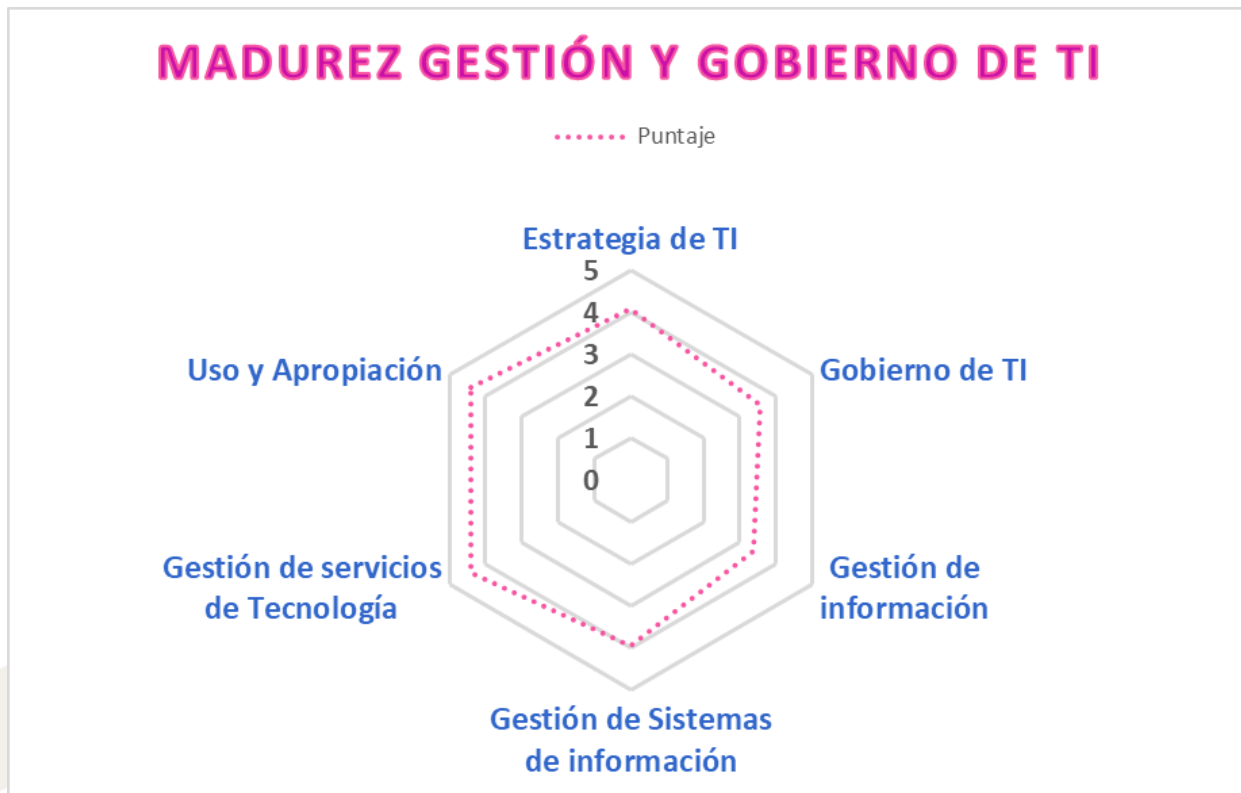 MADUREZ GESTIÓN Y GOBIERNO DE TI
Puntaje
Estrategia de TI
5
4
3
2
1
0
Uso y Apropiación
Gobierno de TI
Gestión de servicios
de Tecnología
Gestión de
información
Gestión de Sistemas
de información